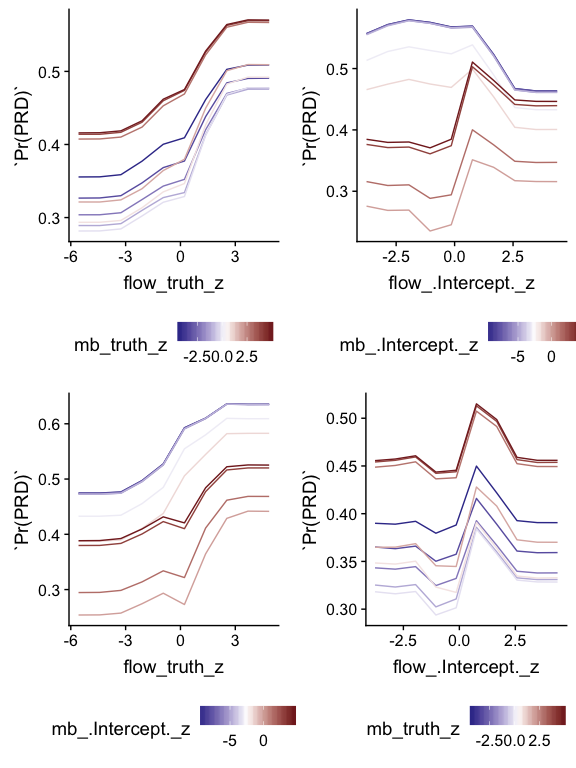 0.5
0.4
0.3
`Pr(PRD)`
-6 -3 0 3
flow_truth_z
mb_truth_z
-2.50.0 2.5
0.5
0.4
0.3
`Pr(PRD)`
-2.5 0.0 2.5
flow_.Intercept._z
mb_.Intercept._z
-5 0
0.6
0.5
0.4
0.3
`Pr(PRD)`
-6 -3 0 3
flow_truth_z
mb_.Intercept._z
-5 0
0.50
0.45
0.40
0.35
0.30
`Pr(PRD)`
-2.5 0.0 2.5
flow_.Intercept._z
mb_truth_z
-2.50.0 2.5